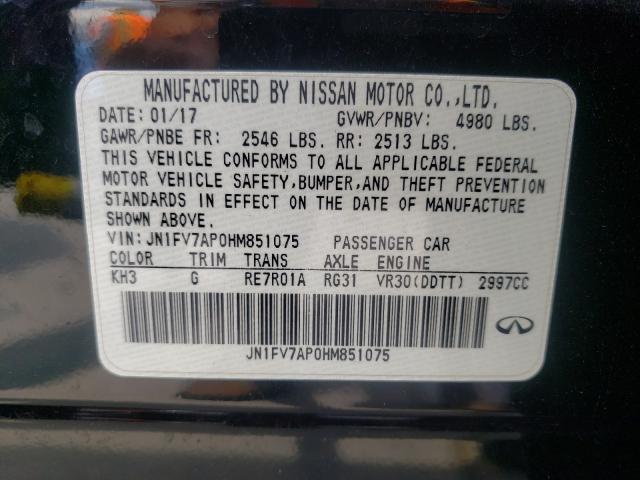 MANUFACTURED BY NISSAN MOTOR CO.,LTD.
DATE: 01/17 GVWR/PNBV: 4980 LBS.
GAWR/PNBE FR: 2546 LBS. RR: 2513 LBS.
THIS VEHICLE CONFORMS TO ALL APPLICABLE FEDERAL
MOTOR VEHICLE SAFETY,BUMPER,AND THEFT PREVENTION
STANDARDS IN EFFECT ON THE DATE OF MANUFACTURE
SHOWN ABOVE.
VIN:JN1FV7AP0HM851075 PASSENGER CAR
COLOR TRIM TRANS AXLE ENGINE
KH3 G RE7R01A RG31 VR30(DDTT) 2997CC
JN1FV7AP0HM851075